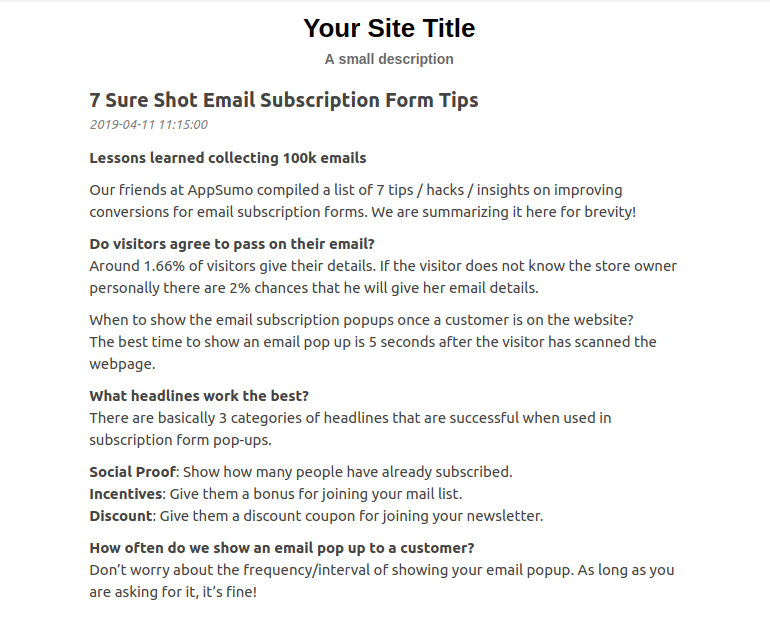 Your Site Title
A small description
7 Sure Shot Email Subscription Form Tips
2019-04-11 11:15:00
Lessons learned collecting 100k emails
Our friends at AppSumo compiled a list of 7 tips / hacks / insights on improving
conversions for email subscription forms. We are summarizing it here for brevity!
Do visitors agree to pass on their email?
Around 1.66% of visitors give their details. If the visitor does not know the store owner
personally there are 2% chances that he will give her email details.
When to show the email subscription popups once a customer is on the website?
The best time to show an email pop up is 5 seconds after the visitor has scanned the
webpage.
What headlines work the best?
There are basically 3 categories of headlines that are successful when used in
subscription form pop-ups.
Social Proof: Show how many people have already subscribed.
Incentives: Give them a bonus for joining your mail list.
Discount: Give them a discount coupon for joining your newsletter.
How often do we show an email pop up to a customer?
Don’t worry about the frequency/interval of showing your email popup. As long as you
are asking for it, it’s fine!